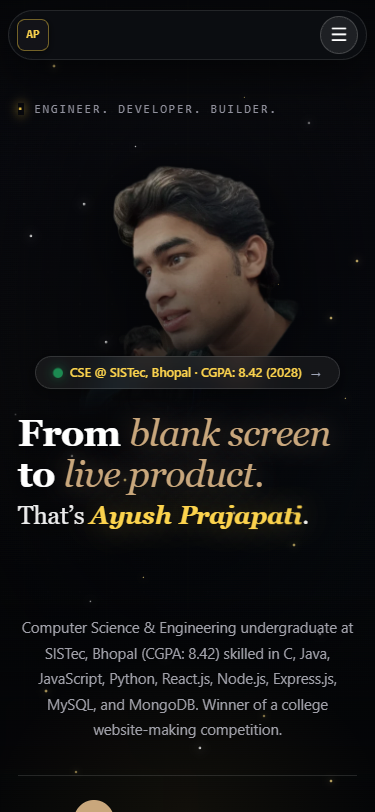 AP
ENGINEER. DEVELOPER. BUILDER.
CSE @ SISTec, Bhopal · CGPA: 8.42 (2028) →
From blank screen
to live product.
That's Ayush Prajapati.
Computer Science & Engineering undergraduate at
SISTec, Bhopal (CGPA: 8.42) skilled in C, Java,
JavaScript, Python, React.js, Node.js, Express.js,
MySQL, and MongoDB. Winner of a college
website-making competition.